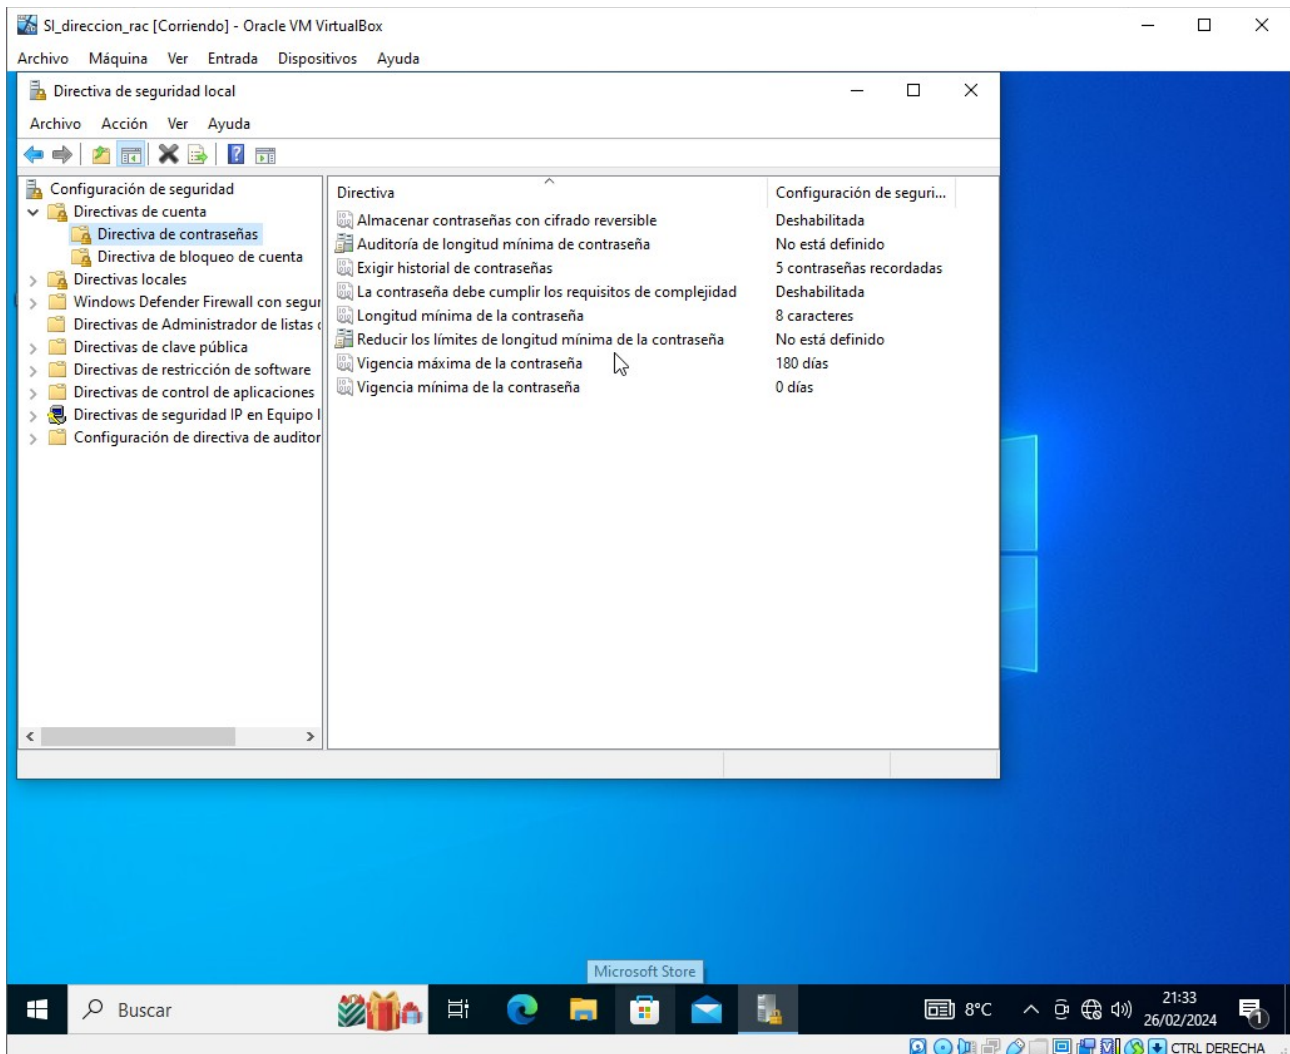 SI_direccion_rac [Corriendo] - Oracle VM VirtualBox
Archivo Máquina Ver Entrada Dispositivos Ayuda
Directiva de seguridad local
Archivo Acción Ver Ayuda
Configuración de seguridad
Directivas de cuenta
Directiva de contraseñas
Directiva de bloqueo de cuenta
Directivas locales
Windows Defender Firewall con segur
Directivas de Administrador de listas
Directivas de clave pública
Directivas de restricción de software
Directivas de control de aplicaciones
Directivas de seguridad IP en Equipo l
Configuración de directiva de auditor
Directiva Configuración de seguri...
Almacenar contraseñas con cifrado reversible Deshabilitada
Auditoría de longitud mínima de contraseña No está definido
Exigir historial de contraseñas 5 contraseñas recordadas
La contraseña debe cumplir los requisitos de complejidad Deshabilitada
Longitud mínima de la contraseña 8 caracteres
Reducir los límites de longitud mínima de la contraseña No está definido
Vigencia máxima de la contraseña 180 días
Vigencia mínima de la contraseña 0 días
Microsoft Store
Buscar
8°C
21:33
26/02/2024
1
CTRL DERECHA